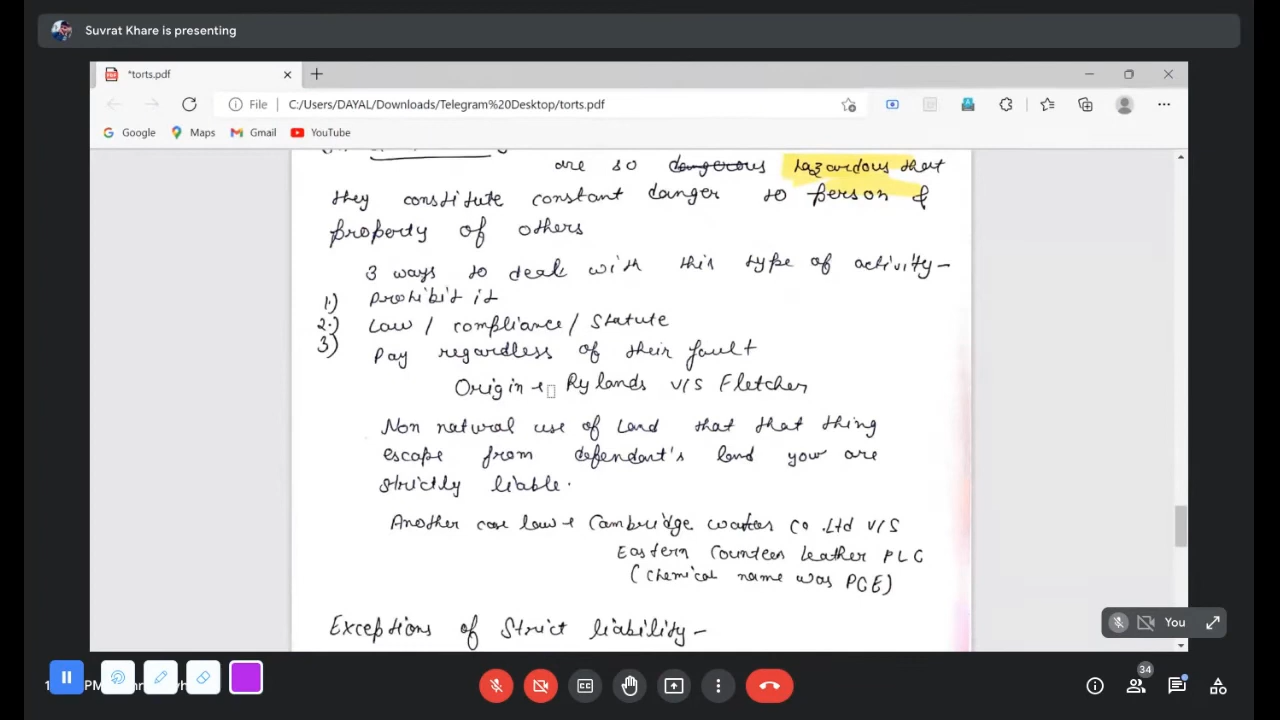 Suvrat Khare is presenting
*torts.pdf
File C:/Users/DAYAL/Downloads/Telegram%20Desktop/torts.pdf
Google Maps Gmail YouTube
are so dangerous hazardous that
they constitute constant danger to person &
property of others
3 ways to deal with this type of activity-
1.) Prohibit it
2.) Law / compliance / Statute
3) Pay regardless of their fault
Origin → Rylands v/s Fletcher
Non natural use of Land that that thing
escape from defendant's land you are
strictly liable.
Another case law → Cambridge water Co. Ltd v/s
Eastern Counteen leather PLC
(Chemical name was PCE)
Exceptions of Strict liability-
You
34